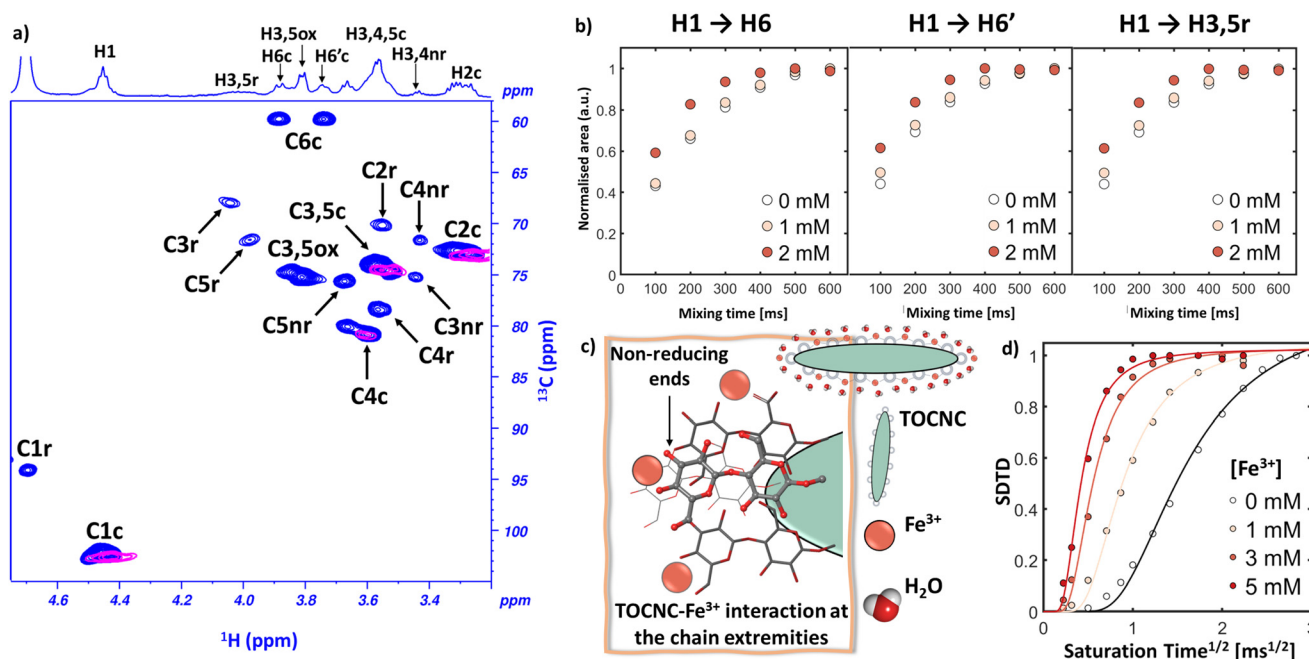 a)
H1
H3,5r
H6c
H3,5ox
H6'c
H3,4,5c
H3,4nr
H2c
ppm
60
65
70
75
80
85
90
95
100
ppm
¹³C (ppm)
C6c
C2r
C4nr
C3,5c
C2c
C3r
C3,5ox
C5r
C5nr
C3nr
C4r
C4c
C1r
C1c
4.6
4.4
4.2
4.0
3.8
3.6
3.4
ppm
¹H (ppm)
b)
H1 → H6
H1 → H6'
H1 → H3,5r
Normalised area (a.u.)
1
0.8
0.6
0.4
0.2
0
0 mM
1 mM
2 mM
0 mM
1 mM
2 mM
0 mM
1 mM
2 mM
0 100 200 300 400 500 600
100 200 300 400 500 600
100 200 300 400 500 600
Mixing time [ms]
Mixing time [ms]
Mixing time [ms]
c)
Non-reducing
ends
TOCNC-Fe³⁺ interaction at
the chain extremities
TOCNC
Fe³⁺
H₂O
d)
1
0.8
0.6
0.4
0.2
0
SDTD
[Fe³⁺]
0 mM
1 mM
3 mM
5 mM
0
1
2
Saturation Time¹ᐟ² [ms¹ᐟ²]